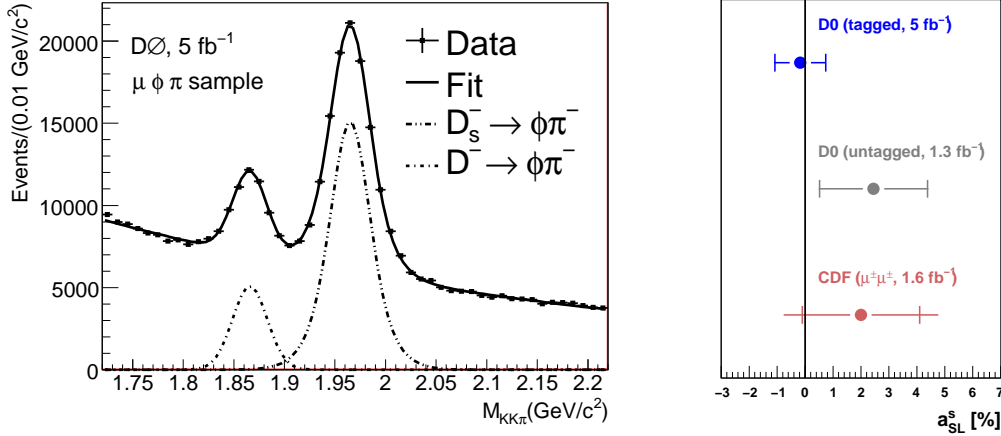 Events/(0.01 GeV/c²)
20000
15000
10000
5000
0
DØ, 5 fb⁻¹
μ φ π sample
Data
Fit
Dₛ⁻ → φπ⁻
D⁻ → φπ⁻
1.75 1.8 1.85 1.9 1.95 2 2.05 2.1 2.15 2.2
M_KKπ(GeV/c²)
D0 (tagged, 5 fb⁻¹)
D0 (untagged, 1.3 fb⁻¹)
CDF (μ±μ±, 1.6 fb⁻¹)
−3 −2 −1 0 1 2 3 4 5 6 7
aˢ_SL [%]